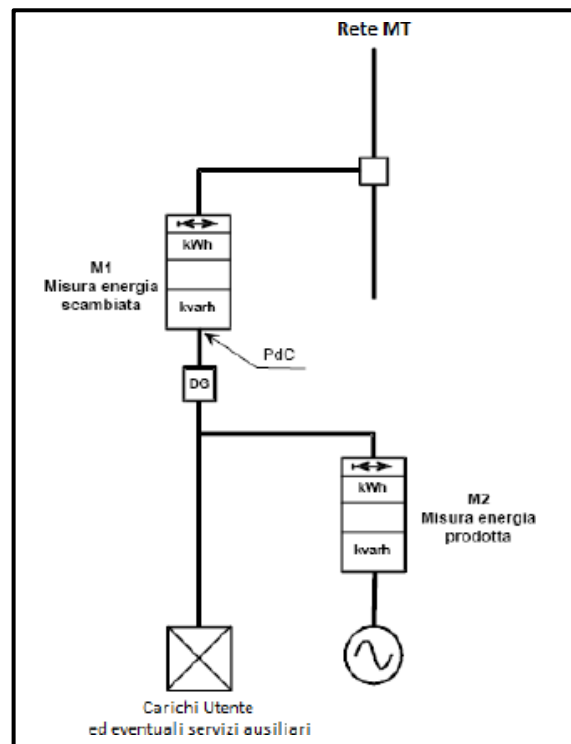 Rete MT
kWh
M1
Misura energia
scambiata
kvarh
PdC
DG
kWh
M2
Misura energia
prodotta
kvarh
Carichi Utente
ed eventuali servizi ausiliari